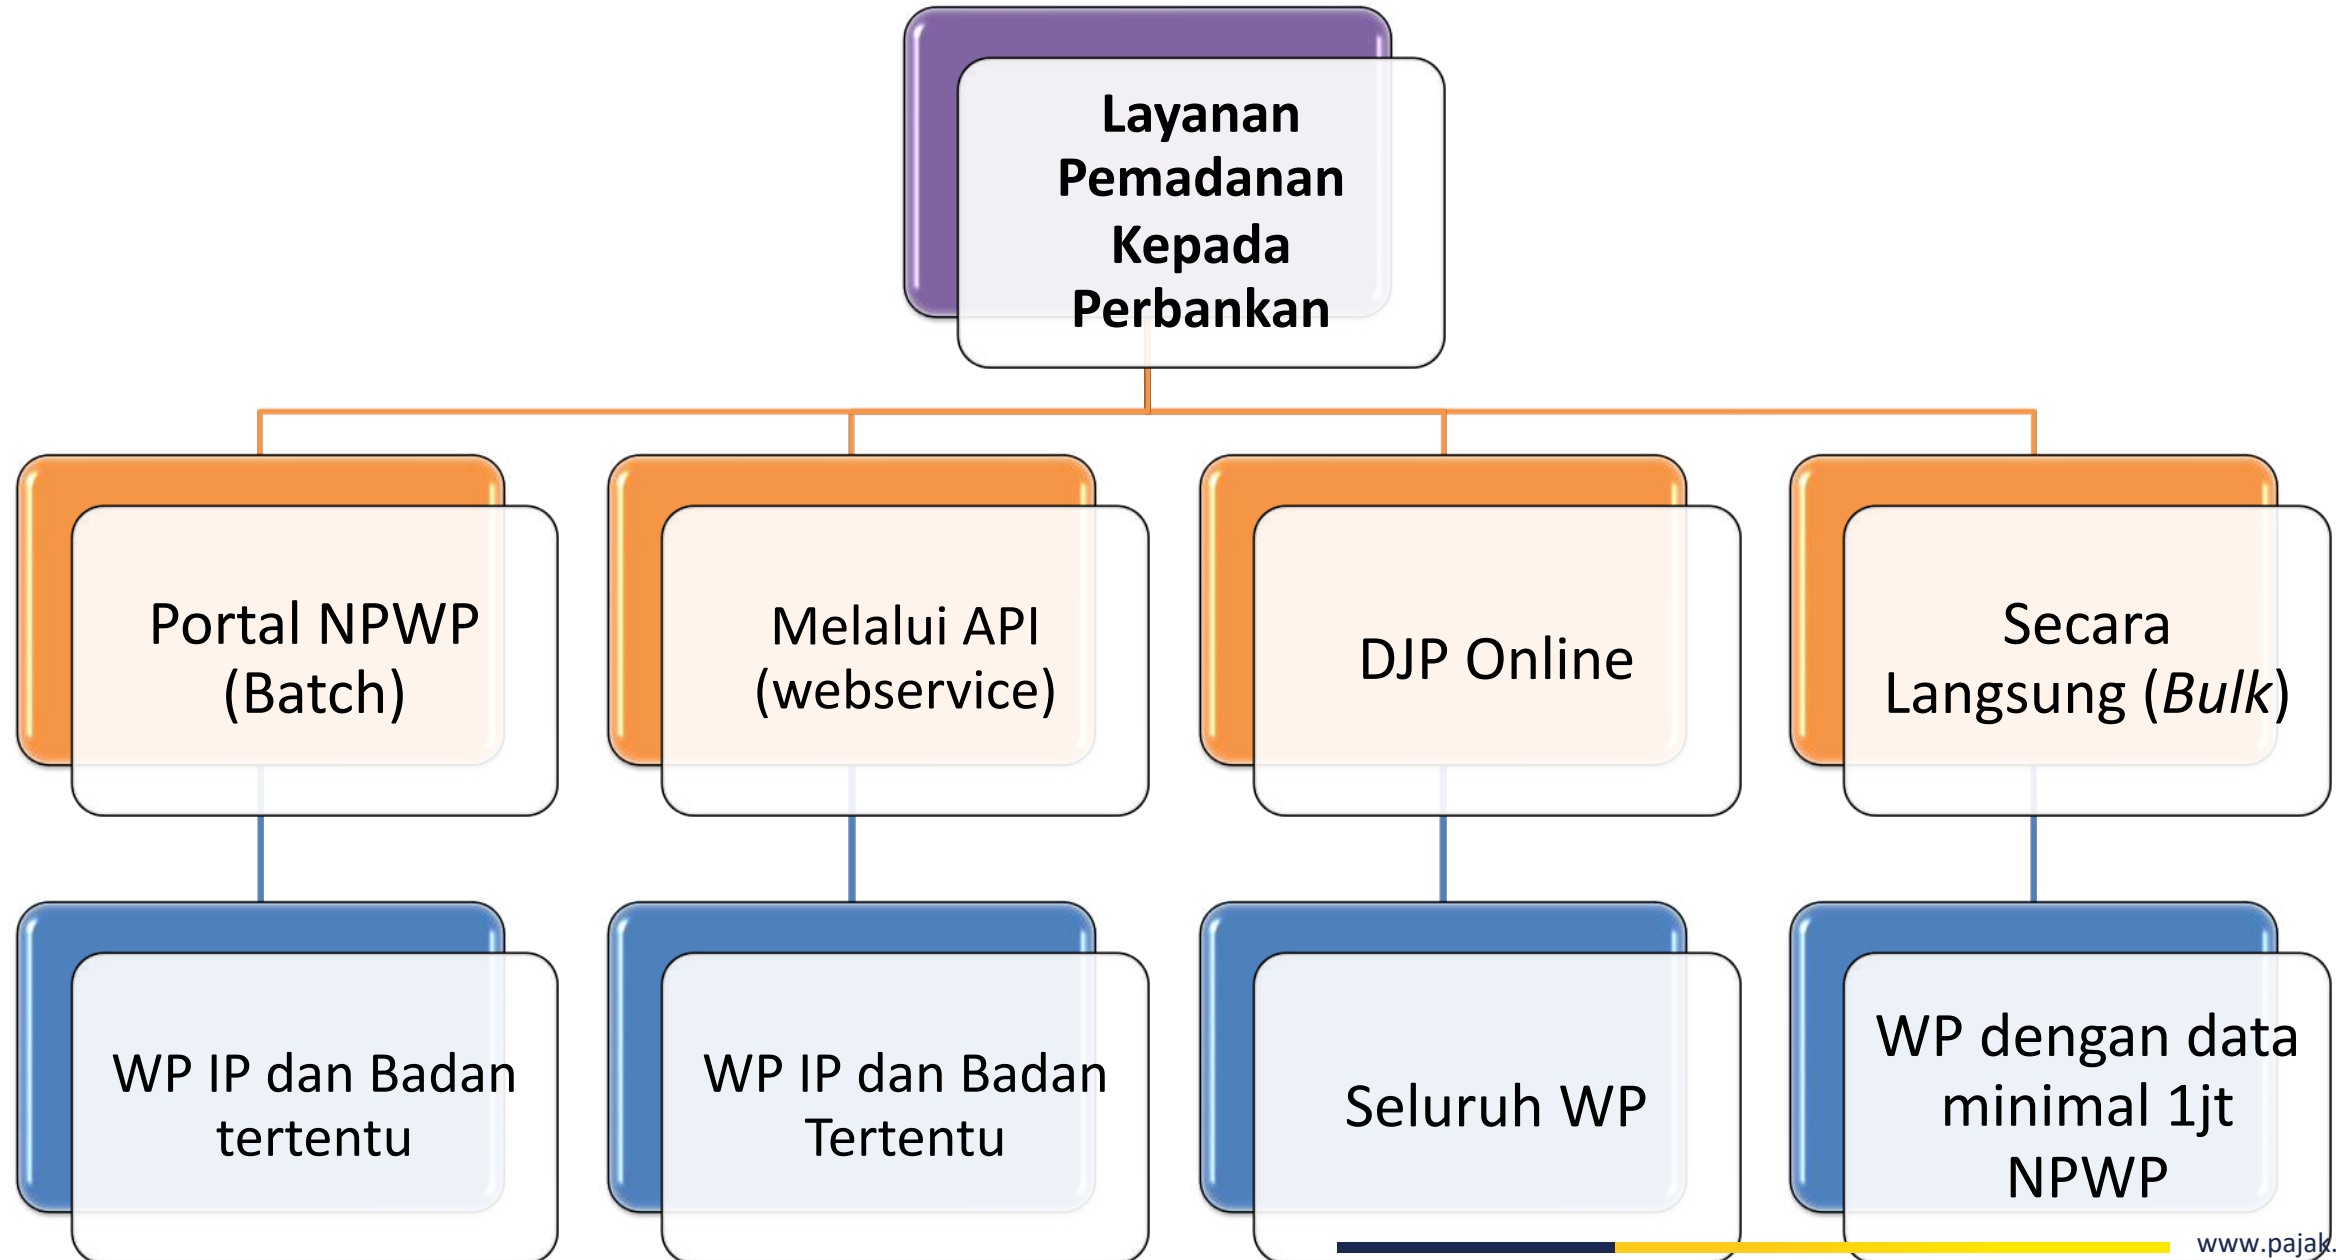 Layanan
Pemadanan
Kepada
Perbankan
Portal NPWP
(Batch)
Melalui API
(webservice)
DJP Online
Secara
Langsung (Bulk)
WP IP dan Badan
tertentu
WP IP dan Badan
Tertentu
Seluruh WP
WP dengan data
minimal 1jt
NPWP
www.pajak.